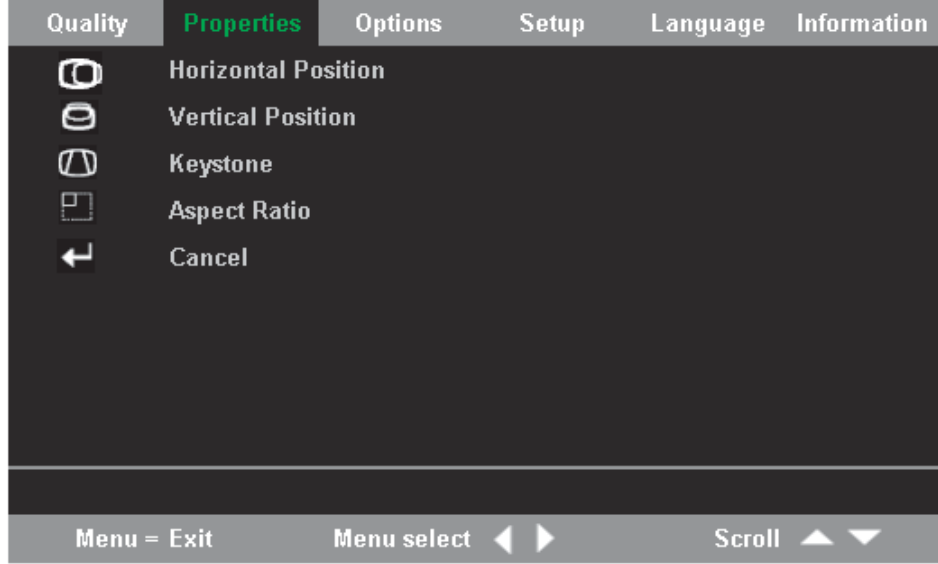 Quality Properties Options Setup Language Information
Horizontal Position
Vertical Position
Keystone
Aspect Ratio
Cancel
Menu = Exit Menu select Scroll